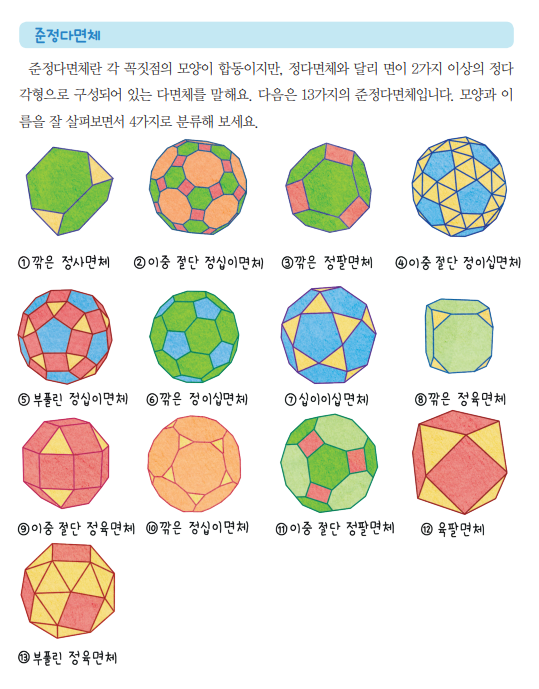 준정다면체
준정다면체란 각 꼭짓점의 모양이 합동이지만, 정다면체와 달리 면이 2가지 이상의 정다
각형으로 구성되어 있는 다면체를 말해요. 다음은 13가지의 준정다면체입니다. 모양과 이
름을 잘 살펴보면서 4가지로 분류해 보세요.
①깎은 정사면체 ②이중 절단 정십이면체 ③깎은 정팔면체 ④이중 절단 정이십면체
⑤부풀린 정십이면체 ⑥깎은 정이십면체 ⑦십이이십면체 ⑧깎은 정육면체
⑨이중 절단 정육면체 ⑩깎은 정십이면체 ⑪이중 절단 정팔면체 ⑫육팔면체
⑬부풀린 정육면체